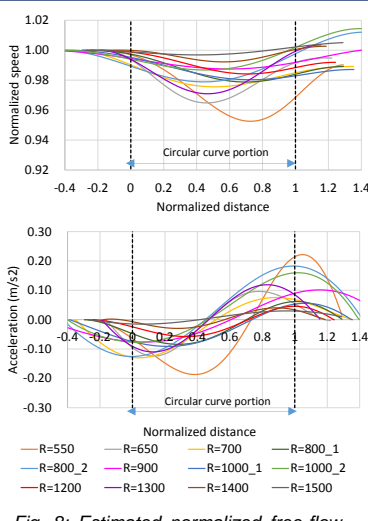 1.02
1.00
0.98
0.96
0.94
0.92
Normalized speed
Circular curve portion
-0.4 -0.2 0 0.2 0.4 0.6 0.8 1 1.2 1.4
Normalized distance
0.30
0.20
0.10
0.00
-0.10
-0.20
-0.30
Acceleration (m/s2)
-0.4 -0.2 0 0.2 0.4 0.6 0.8 1 1.2 1.4
Circular curve portion
Normalized distance
R=550 R=650 R=700 R=800_1
R=800_2 R=900 R=1000_1 R=1000_2
R=1200 R=1300 R=1400 R=1500
Fig. 8: Estimated normalized free-flow